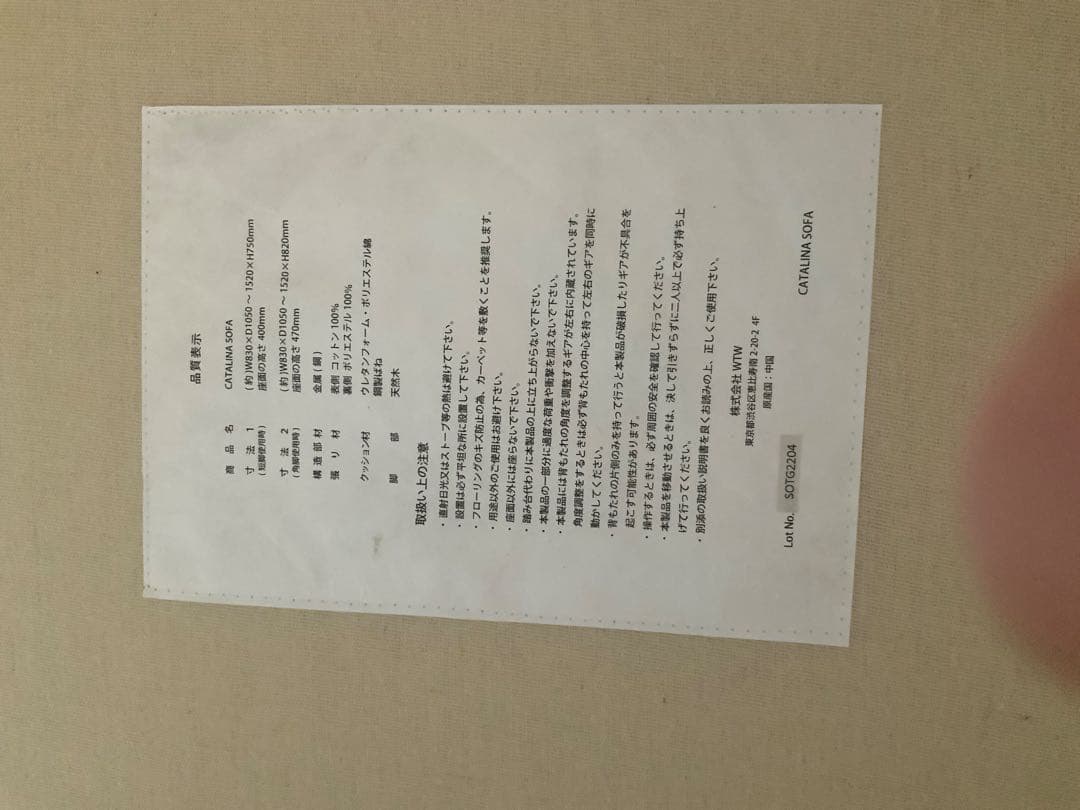 品質表示
商品名 CATALINA SOFA
寸法1 (約)W830×D1050～1520×H750mm
(短脚使用時) 座面の高さ 400mm
寸法2 (約)W830×D1050～1520×H820mm
(角脚使用時) 座面の高さ 470mm
構造部材 金属(鋼)
張り材 表側 コットン100%
裏側 ポリエステル100%
クッション材 ウレタンフォーム・ポリエステル綿
鋼製ばね
脚部 天然木
取扱い上の注意
・直射日光又はストーブ等の熱は避けて下さい。
・設置は必ず平坦な所に設置して下さい。
・フローリングのキズ防止の為、カーペット等を敷くことを推奨します。
・用途以外のご使用はお避け下さい。
・座面以外には座らないで下さい。
・踏み台代わりに本製品の上に立ち上がらないで下さい。
・本製品の一部分に過度な荷重や衝撃を加えないで下さい。
・本製品には背もたれの角度を調整するギアが左右に内蔵されています。
角度調整をするときは必ず背もたれの中心を持って左右のギアを同時に
動かしてください。
・背もたれの片側のみを持って行うと本製品が破損したりギアが不具合を
起こす可能性があります。
・操作するときは、必ず周囲の安全を確認して行ってください。
・本製品を移動させるときは、決して引きずらずに二人以上で必ず持ち上
げて行ってください。
・別添の取扱い説明書を良くお読みの上、正しくご使用下さい。
株式会社 WTW
東京都渋谷区恵比寿南 2-20-2 4F
原産国：中国
Lot No. SOTG2204
CATALINA SOFA